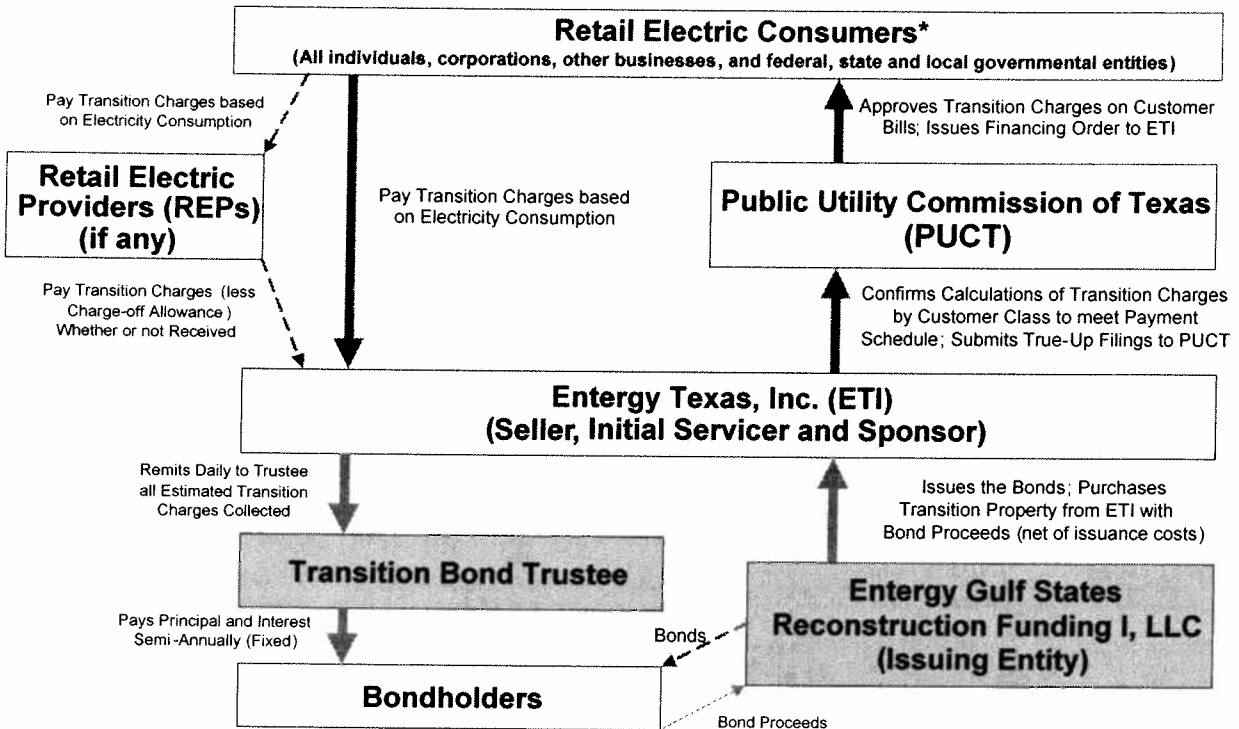 Retail Electric Consumers*
(All individuals, corporations, other businesses, and federal, state and local governmental entities)
Pay Transition Charges based
on Electricity Consumption
Approves Transition Charges on Customer
Bills; Issues Financing Order to ETI
Retail Electric
Providers (REPs)
(if any)
Pay Transition Charges based
on Electricity Consumption
Public Utility Commission of Texas
(PUCT)
Pay Transition Charges (less
Charge-off Allowance )
Whether or not Received
Confirms Calculations of Transition Charges
by Customer Class to meet Payment
Schedule; Submits True-Up Filings to PUCT
Entergy Texas, Inc. (ETI)
(Seller, Initial Servicer and Sponsor)
Remits Daily to Trustee
all Estimated Transition
Charges Collected
Issues the Bonds; Purchases
Transition Property from ETI with
Bond Proceeds (net of issuance costs)
Transition Bond Trustee
Entergy Gulf States
Reconstruction Funding I, LLC
(Issuing Entity)
Pays Principal and Interest
Semi-Annually (Fixed)
Bonds
Bondholders
Bond Proceeds